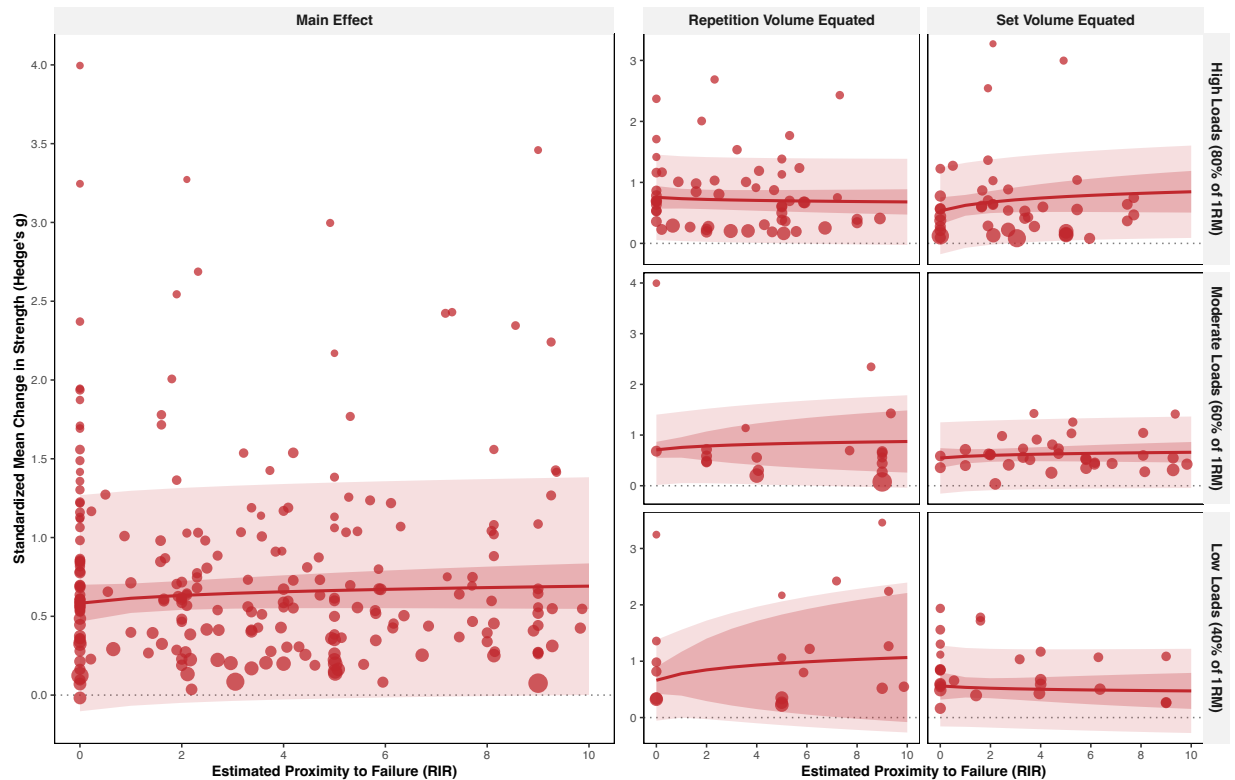 Main Effect
Repetition Volume Equated
Set Volume Equated
Standardized Mean Change in Strength (Hedge's g)
4.0
3.5
3.0
2.5
2.0
1.5
1.0
0.5
0.0
3
2
1
0
High Loads (80% of 1RM)
4
3
2
1
0
Moderate Loads (60% of 1RM)
3
2
1
0
Low Loads (40% of 1RM)
0 2 4 6 8 10
0 2 4 6 8 10
0 2 4 6 8 10
Estimated Proximity to Failure (RIR)
Estimated Proximity to Failure (RIR)